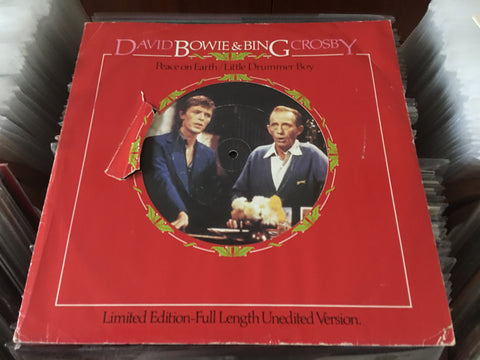 DAVID BOWIE & BING CROSBY
Peace on Earth/Little Drummer Boy
Limited Edition-Full Length Unedited Version.